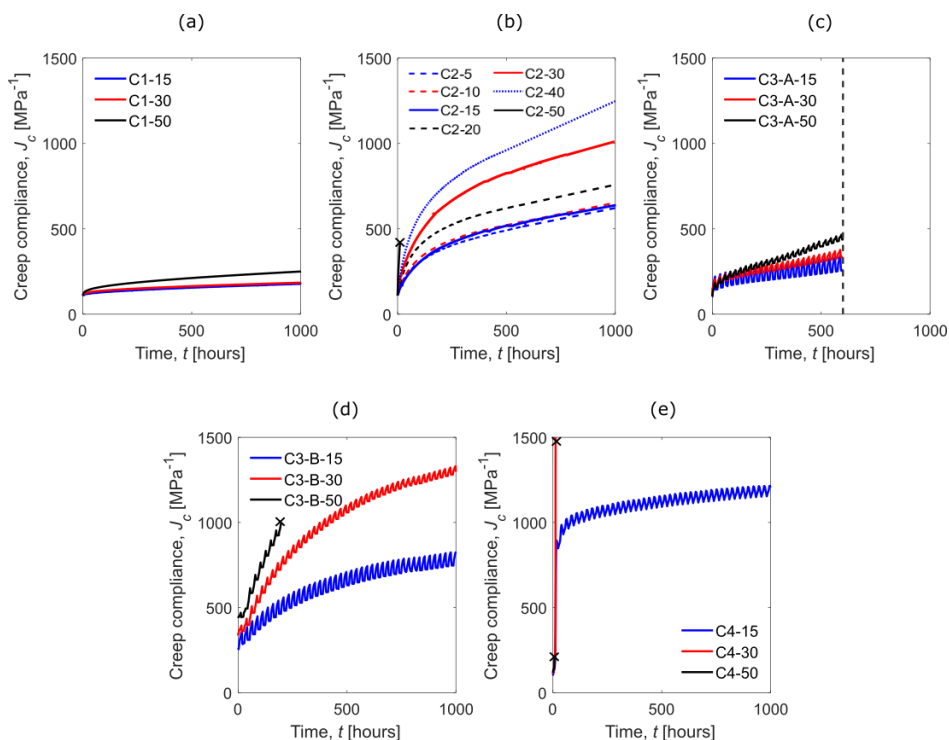 (a)
1500
1000
500
0
Creep compliance, J_c [MPa⁻¹]
C1-15
C1-30
C1-50
0
500
1000
Time, t [hours]
(b)
1500
1000
500
0
Creep compliance, J_c [MPa⁻¹]
C2-5
C2-10
C2-15
C2-20
C2-30
C2-40
C2-50
0
500
1000
Time, t [hours]
(c)
1500
1000
500
0
Creep compliance, J_c [MPa⁻¹]
C3-A-15
C3-A-30
C3-A-50
0
500
1000
Time, t [hours]
(d)
1500
1000
500
0
Creep compliance, J_c [MPa⁻¹]
C3-B-15
C3-B-30
C3-B-50
0
500
1000
Time, t [hours]
(e)
1500
1000
500
0
Creep compliance, J_c [MPa⁻¹]
C4-15
C4-30
C4-50
0
500
1000
Time, t [hours]